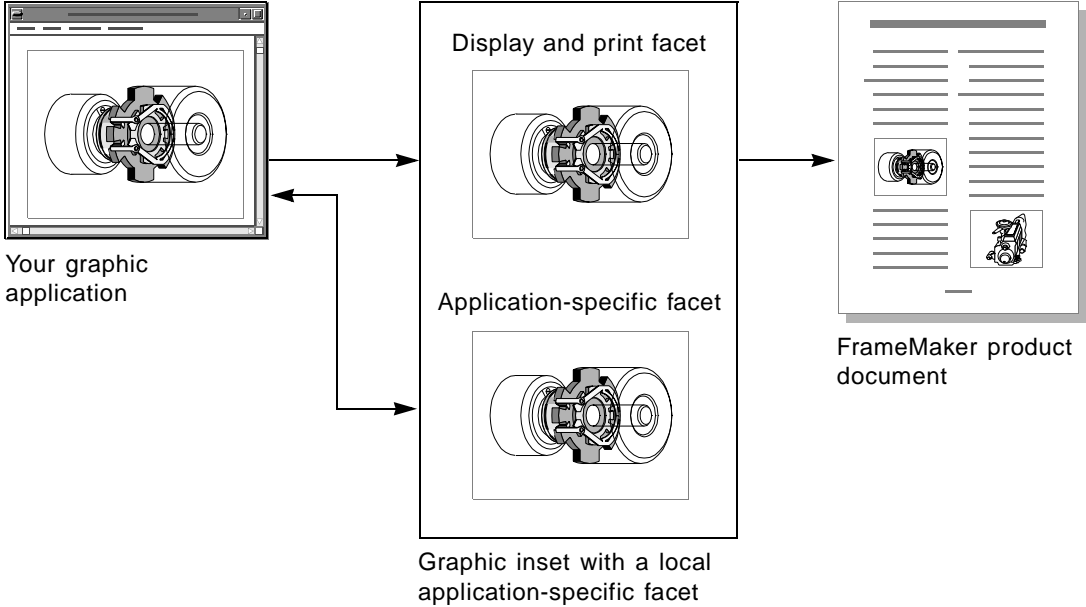 Display and print facet
Your graphic
application
Application-specific facet
FrameMaker product
document
Graphic inset with a local
application-specific facet